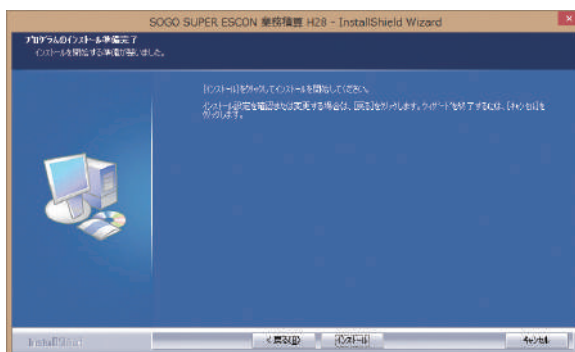 SOGO SUPER ESCON 業務積算 H28 - InstallShield Wizard
プログラムのインストール準備完了
インストールを開始する準備が整いました。
[インストール]をクリックしてインストールを開始してください。
インストール設定を確認または変更する場合は、[戻る]をクリックします。ウィザードを終了するには、[キャンセル]を
クリックします。
InstallShield
< 戻る(B)
インストール
キャンセル